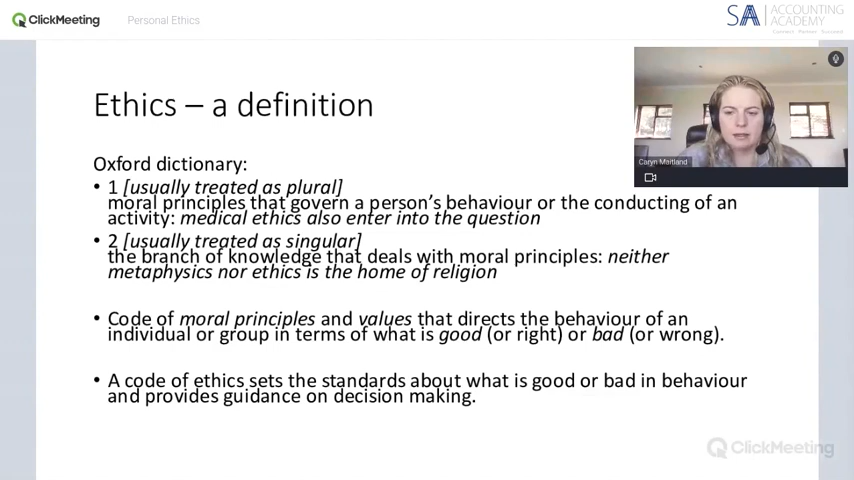 ClickMeeting
Personal Ethics
SAA
ACCOUNTING
ACADEMY
Ethics – a definition
Caryn Maitland
Oxford dictionary:
• 1 [usually treated as plural]
moral principles that govern a person’s behaviour or the conducting of an
activity: medical ethics also enter into the question
• 2 [usually treated as singular]
the branch of knowledge that deals with moral principles: neither
metaphysics nor ethics is the home of religion
• Code of moral principles and values that directs the behaviour of an
individual or group in terms of what is good (or right) or bad (or wrong).
• A code of ethics sets the standards about what is good or bad in behaviour
and provides guidance on decision making.
ClickMeeting